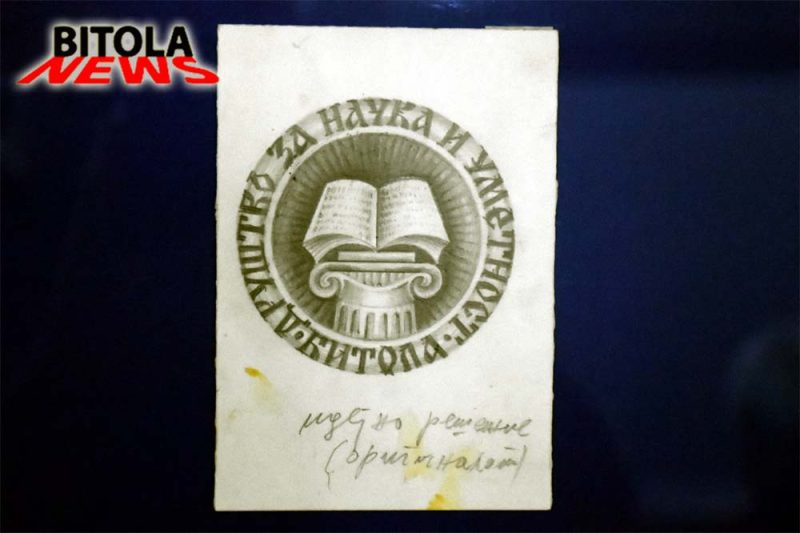 BITOLA
NEWS
ДРУШТВО ЗА НАУКА И УМЕТНОСТ
• БИТОЛА •
идејно решение
(оригиналот)